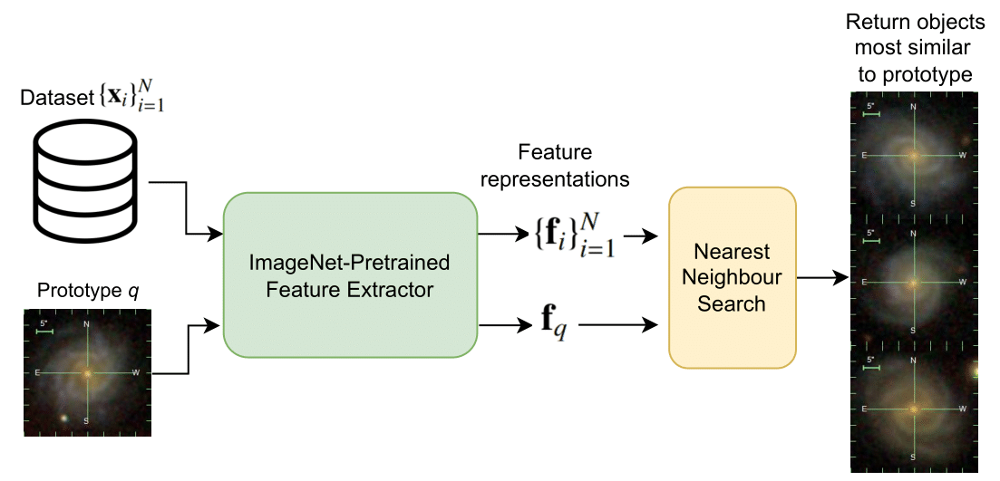 Return objects
most similar
to prototype
Dataset {x_i}_{i=1}^N
Feature
representations
ImageNet-Pretrained
Feature Extractor
{f_i}_{i=1}^N
f_q
Nearest
Neighbour
Search
Prototype q
5"
N
E
W
S
5"
N
E
W
S
5"
N
E
W
S
5"
N
E
W
S